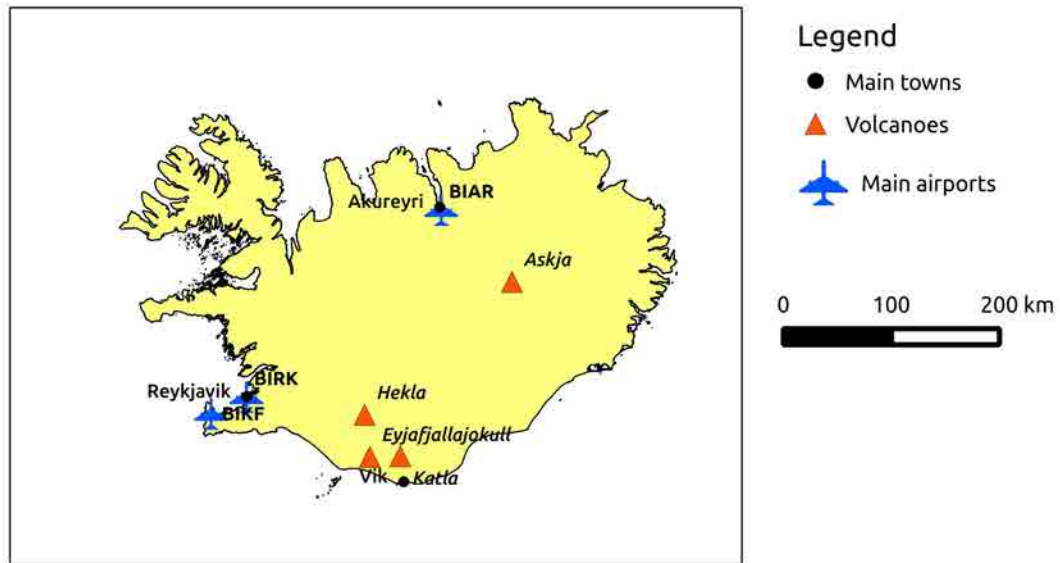 Legend
Main towns
Volcanoes
Main airports
0 100 200 km
Akureyri BIAR
Askja
Reykjavik BIRK
BIKF
Hekla
Eyjafjallajokull
Vik Katla